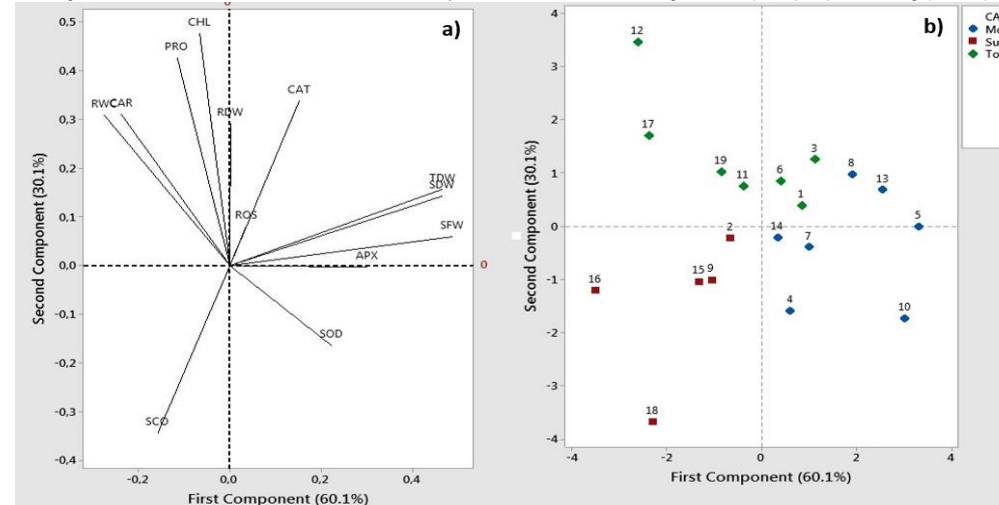 a)
0
0,5
0,4
0,3
0,2
0,1
0,0
-0,1
-0,2
-0,3
-0,4
Second Component (30.1%)
CHL
PRO
CAT
RWC
CAR
RDW
TDW
SDW
ROS
SFW
APX
0
SOD
SCO
-0,2
0,0
0,2
0,4
First Component (60.1%)
b)
4
3
2
1
0
-1
-2
-3
-4
Second Component (30.1%)
12
17
19
11
6
3
1
8
13
5
2
14
7
16
15
9
4
10
18
-4
-2
0
2
4
First Component (60.1%)
CA
Mo
Su
To